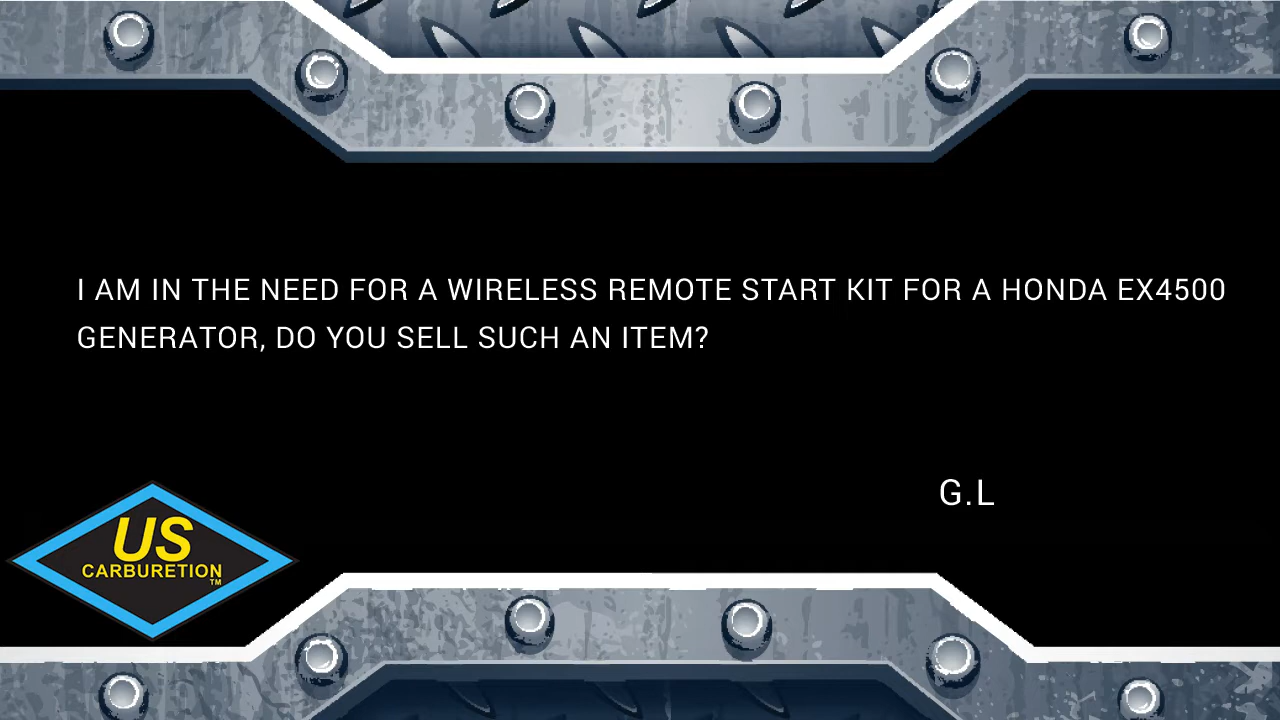 I AM IN THE NEED FOR A WIRELESS REMOTE START KIT FOR A HONDA EX4500
GENERATOR, DO YOU SELL SUCH AN ITEM?
G.L
US
CARBURETION
TM